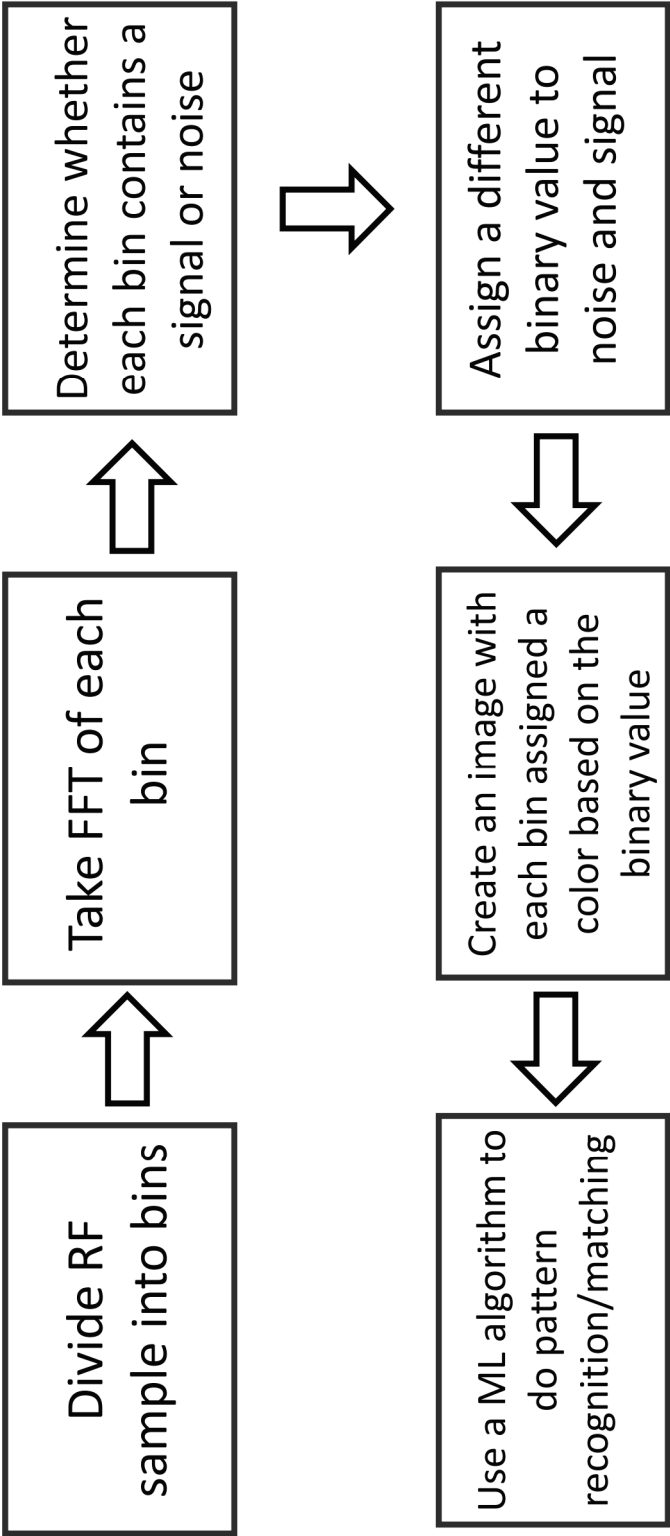 Divide RF
sample into bins
Take FFT of each
bin
Determine whether
each bin contains a
signal or noise
Assign a different
binary value to
noise and signal
Create an image with
each bin assigned a
color based on the
binary value
Use a ML algorithm to
do pattern
recognition/matching